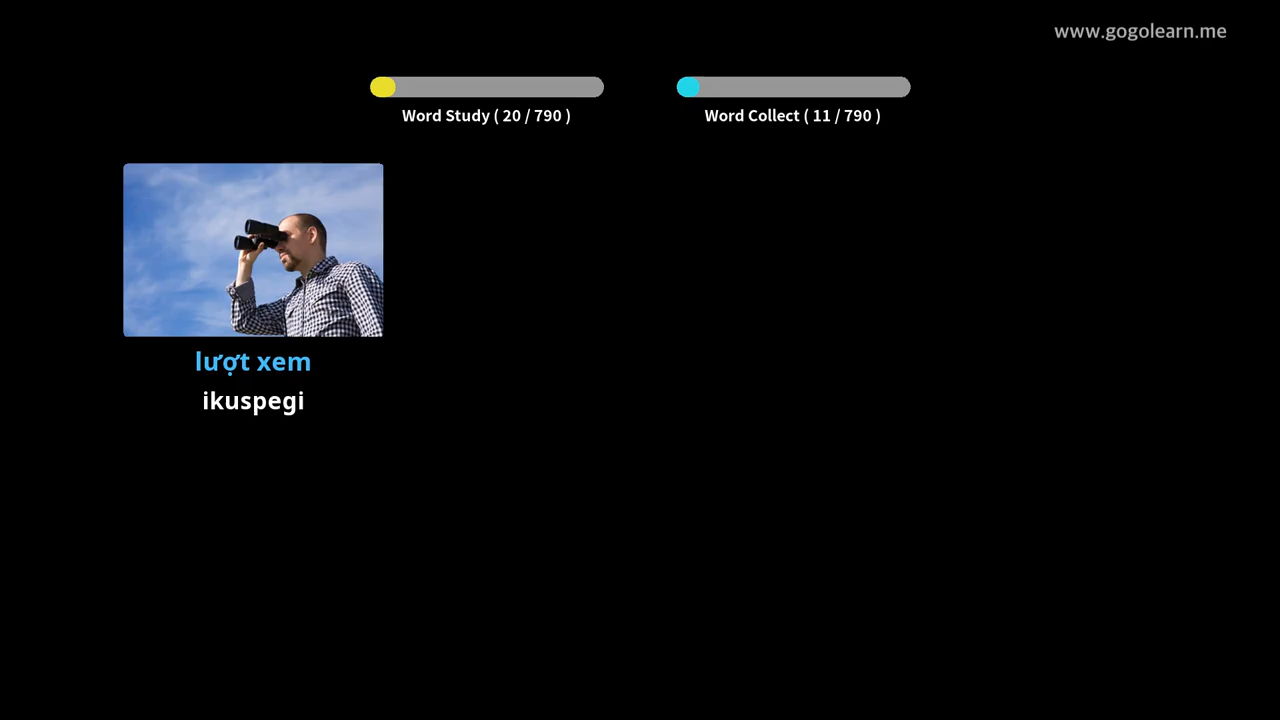 www.gogolearn.me
Word Study ( 20 / 790 )
Word Collect ( 11 / 790 )
lượt xem
ikuspegi